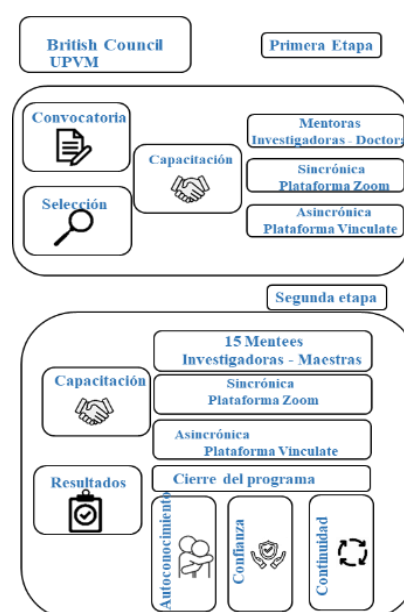 British Council
UPVM
Primera Etapa
Convocatoria
Selección
Capacitación
Mentoras
Investigadoras - Doctora
Sincrónica
Plataforma Zoom
Asincrónica
Plataforma Vinculate
Segunda etapa
15 Mentees
Investigadoras - Maestras
Capacitación
Sincrónica
Plataforma Zoom
Asincrónica
Plataforma Vinculate
Resultados
Cierre del programa
Autoconocimiento
Confianza
Continuidad